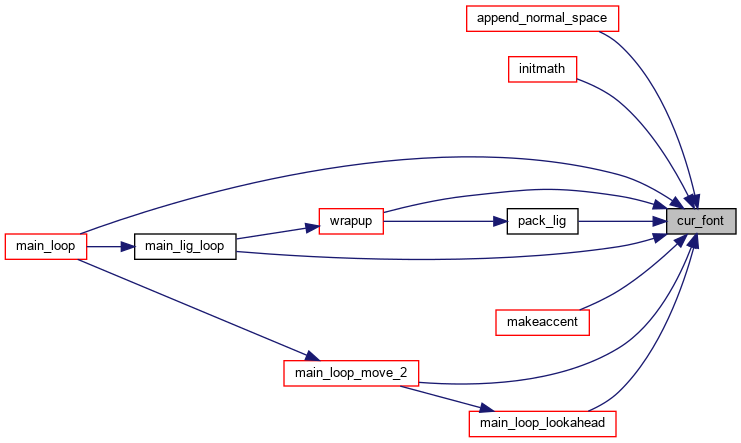 append_normal_space
initmath
cur_font
wrapup
pack_lig
main_loop
main_lig_loop
makeaccent
main_loop_move_2
main_loop_lookahead